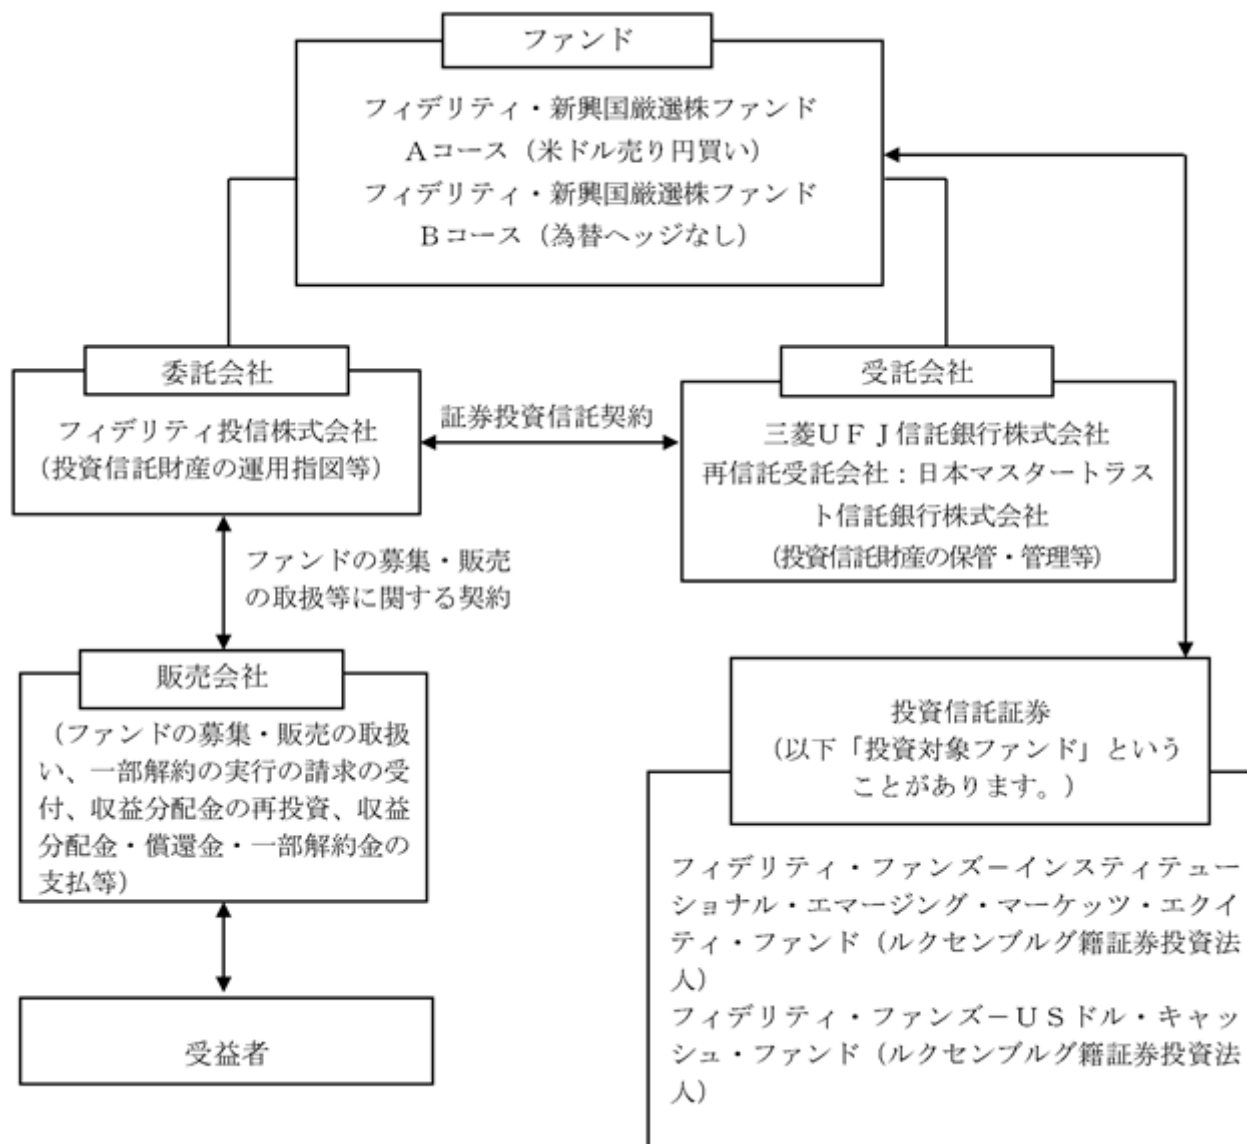 ファンド
フィデリティ・新興国厳選株ファンド
Ａコース（米ドル売り円買い）
フィデリティ・新興国厳選株ファンド
Ｂコース（為替ヘッジなし）
委託会社
フィデリティ投信株式会社
（投資信託財産の運用指図等）
証券投資信託契約
受託会社
三菱ＵＦＪ信託銀行株式会社
再信託受託会社：日本マスタートラス
ト信託銀行株式会社
（投資信託財産の保管・管理等）
ファンドの募集・販売
の取扱等に関する契約
販売会社
（ファンドの募集・販売の取扱
い、一部解約の実行の請求の受
付、収益分配金の再投資、収益
分配金・償還金・一部解約金の
支払等）
受益者
投資信託証券
（以下「投資対象ファンド」という
ことがあります。）
フィデリティ・ファンズ－インスティテュー
ショナル・エマージング・マーケッツ・エクイ
ティ・ファンド（ルクセンブルグ籍証券投資法
人）
フィデリティ・ファンズ－ＵＳドル・キャッ
シュ・ファンド（ルクセンブルグ籍証券投資法
人）